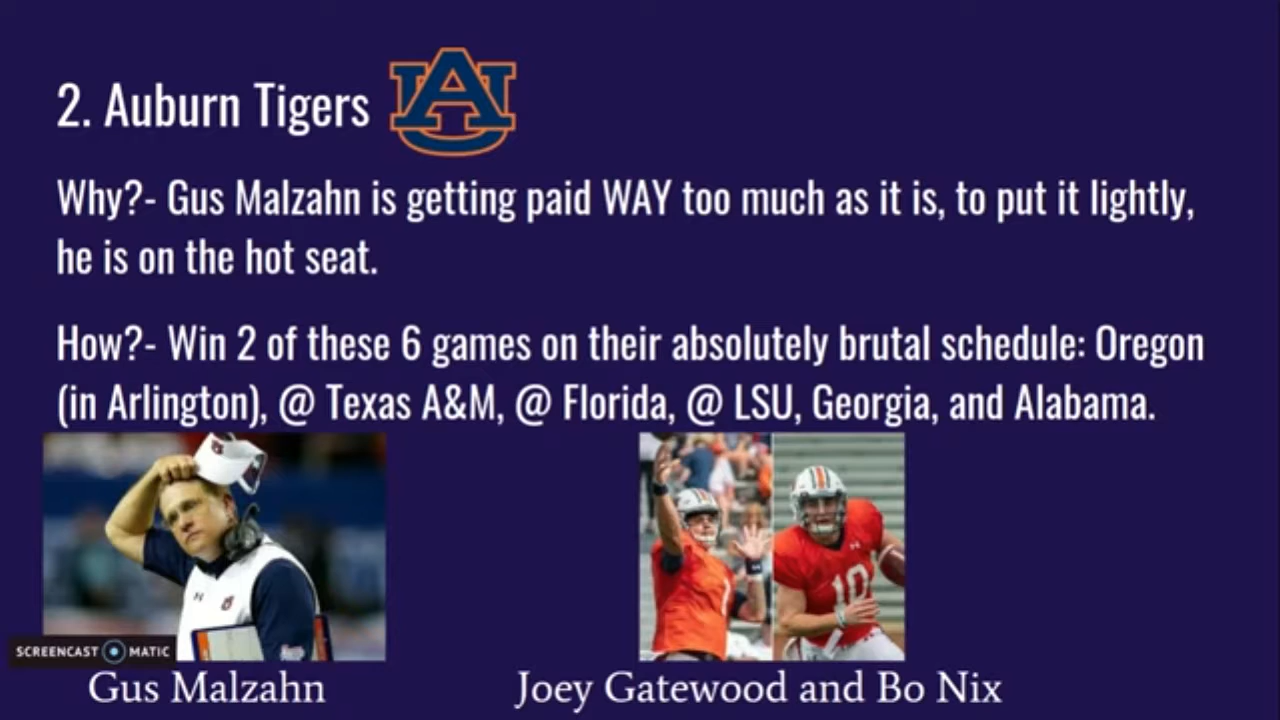 2. Auburn Tigers AU
Why?- Gus Malzahn is getting paid WAY too much as it is, to put it lightly,
he is on the hot seat.
How?- Win 2 of these 6 games on their absolutely brutal schedule: Oregon
(in Arlington), @ Texas A&M, @ Florida, @ LSU, Georgia, and Alabama.
1
10
SCREENCAST MATIC
Gus Malzahn
Joey Gatewood and Bo Nix